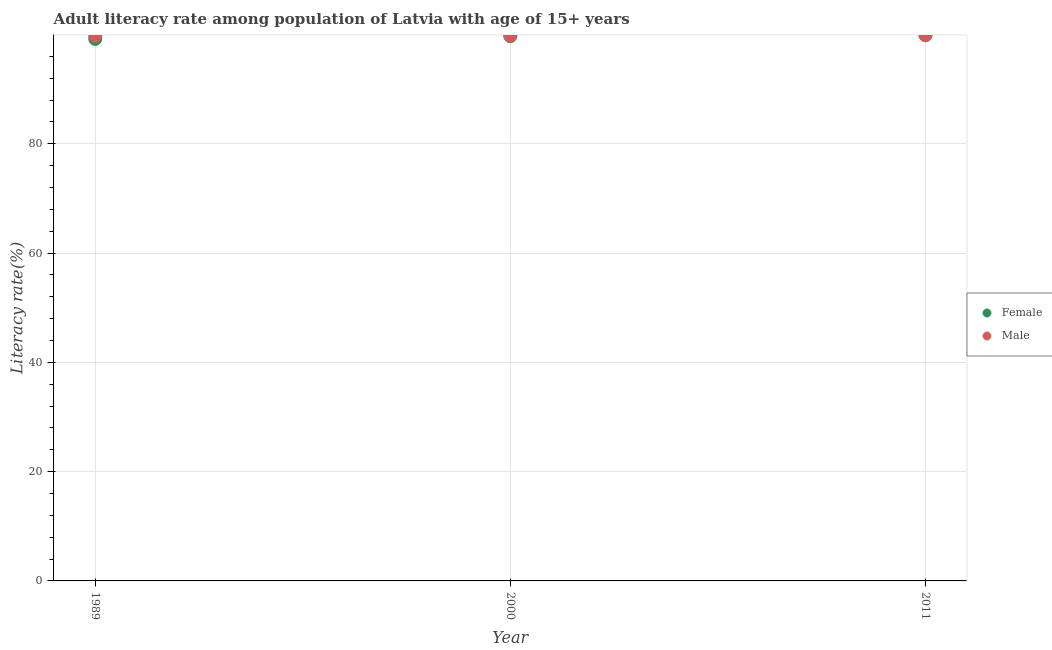 Adult literacy rate among population of Latvia with age of 15+ years
Literacy rate(%)
80
60
40
20
0
1989
2000
2011
Year
Female
Male